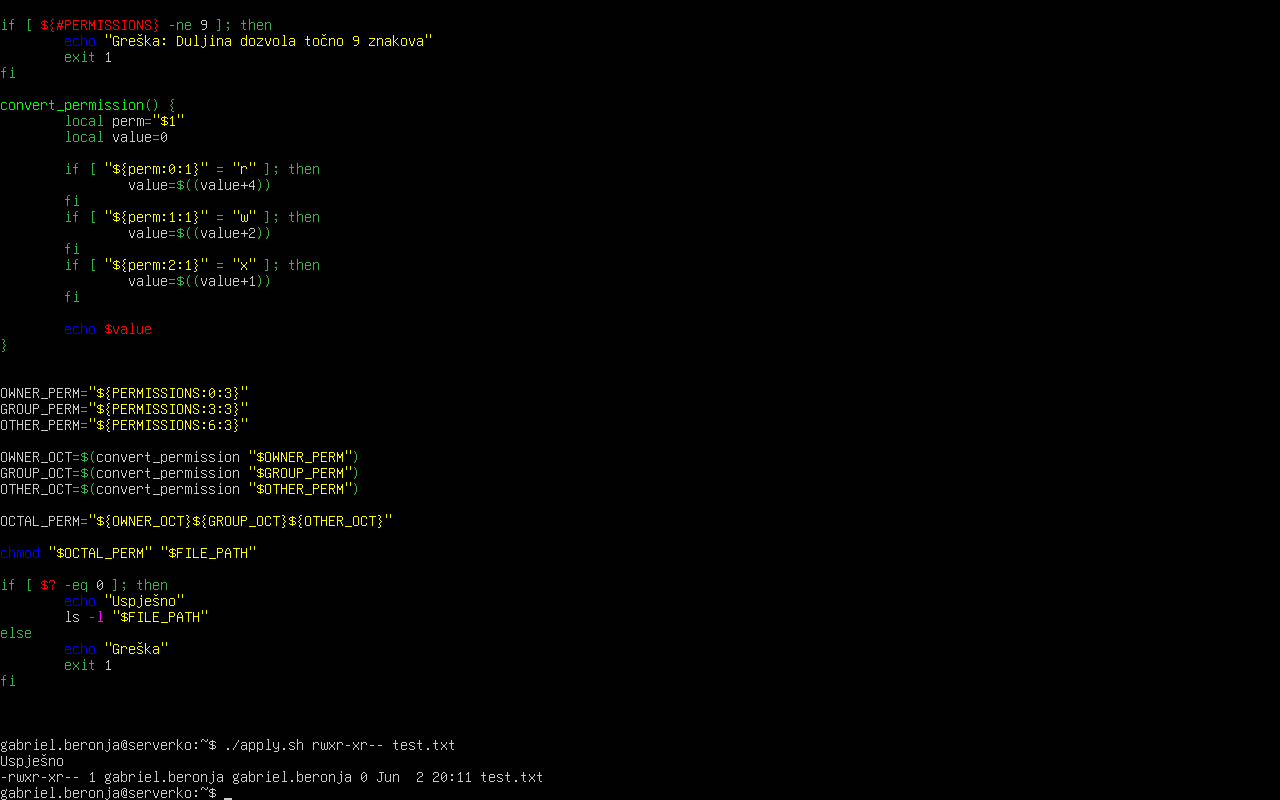 if [ ${#PERMISSIONS} -ne 9 ]; then
        echo "Greška: Duljina dozvola točno 9 znakova"
        exit 1
fi

convert_permission() {
        local perm="$1"
        local value=0

        if [ "${perm:0:1}" = "r" ]; then
                value=$((value+4))
        fi
        if [ "${perm:1:1}" = "w" ]; then
                value=$((value+2))
        fi
        if [ "${perm:2:1}" = "x" ]; then
                value=$((value+1))
        fi

        echo $value
}

OWNER_PERM="${PERMISSIONS:0:3}"
GROUP_PERM="${PERMISSIONS:3:3}"
OTHER_PERM="${PERMISSIONS:6:3}"

OWNER_OCT=$(convert_permission "$OWNER_PERM")
GROUP_OCT=$(convert_permission "$GROUP_PERM")
OTHER_OCT=$(convert_permission "$OTHER_PERM")

OCTAL_PERM="${OWNER_OCT}${GROUP_OCT}${OTHER_OCT}"

chmod "$OCTAL_PERM" "$FILE_PATH"

if [ $? -eq 0 ]; then
        echo "Uspješno"
        ls -l "$FILE_PATH"
else
        echo "Greška"
        exit 1
fi

gabriel.beronja@serverko:~$ ./apply.sh rwxr-xr-- test.txt
Uspješno
-rwxr-xr-- 1 gabriel.beronja gabriel.beronja 0 Jun  2 20:11 test.txt
gabriel.beronja@serverko:~$ _